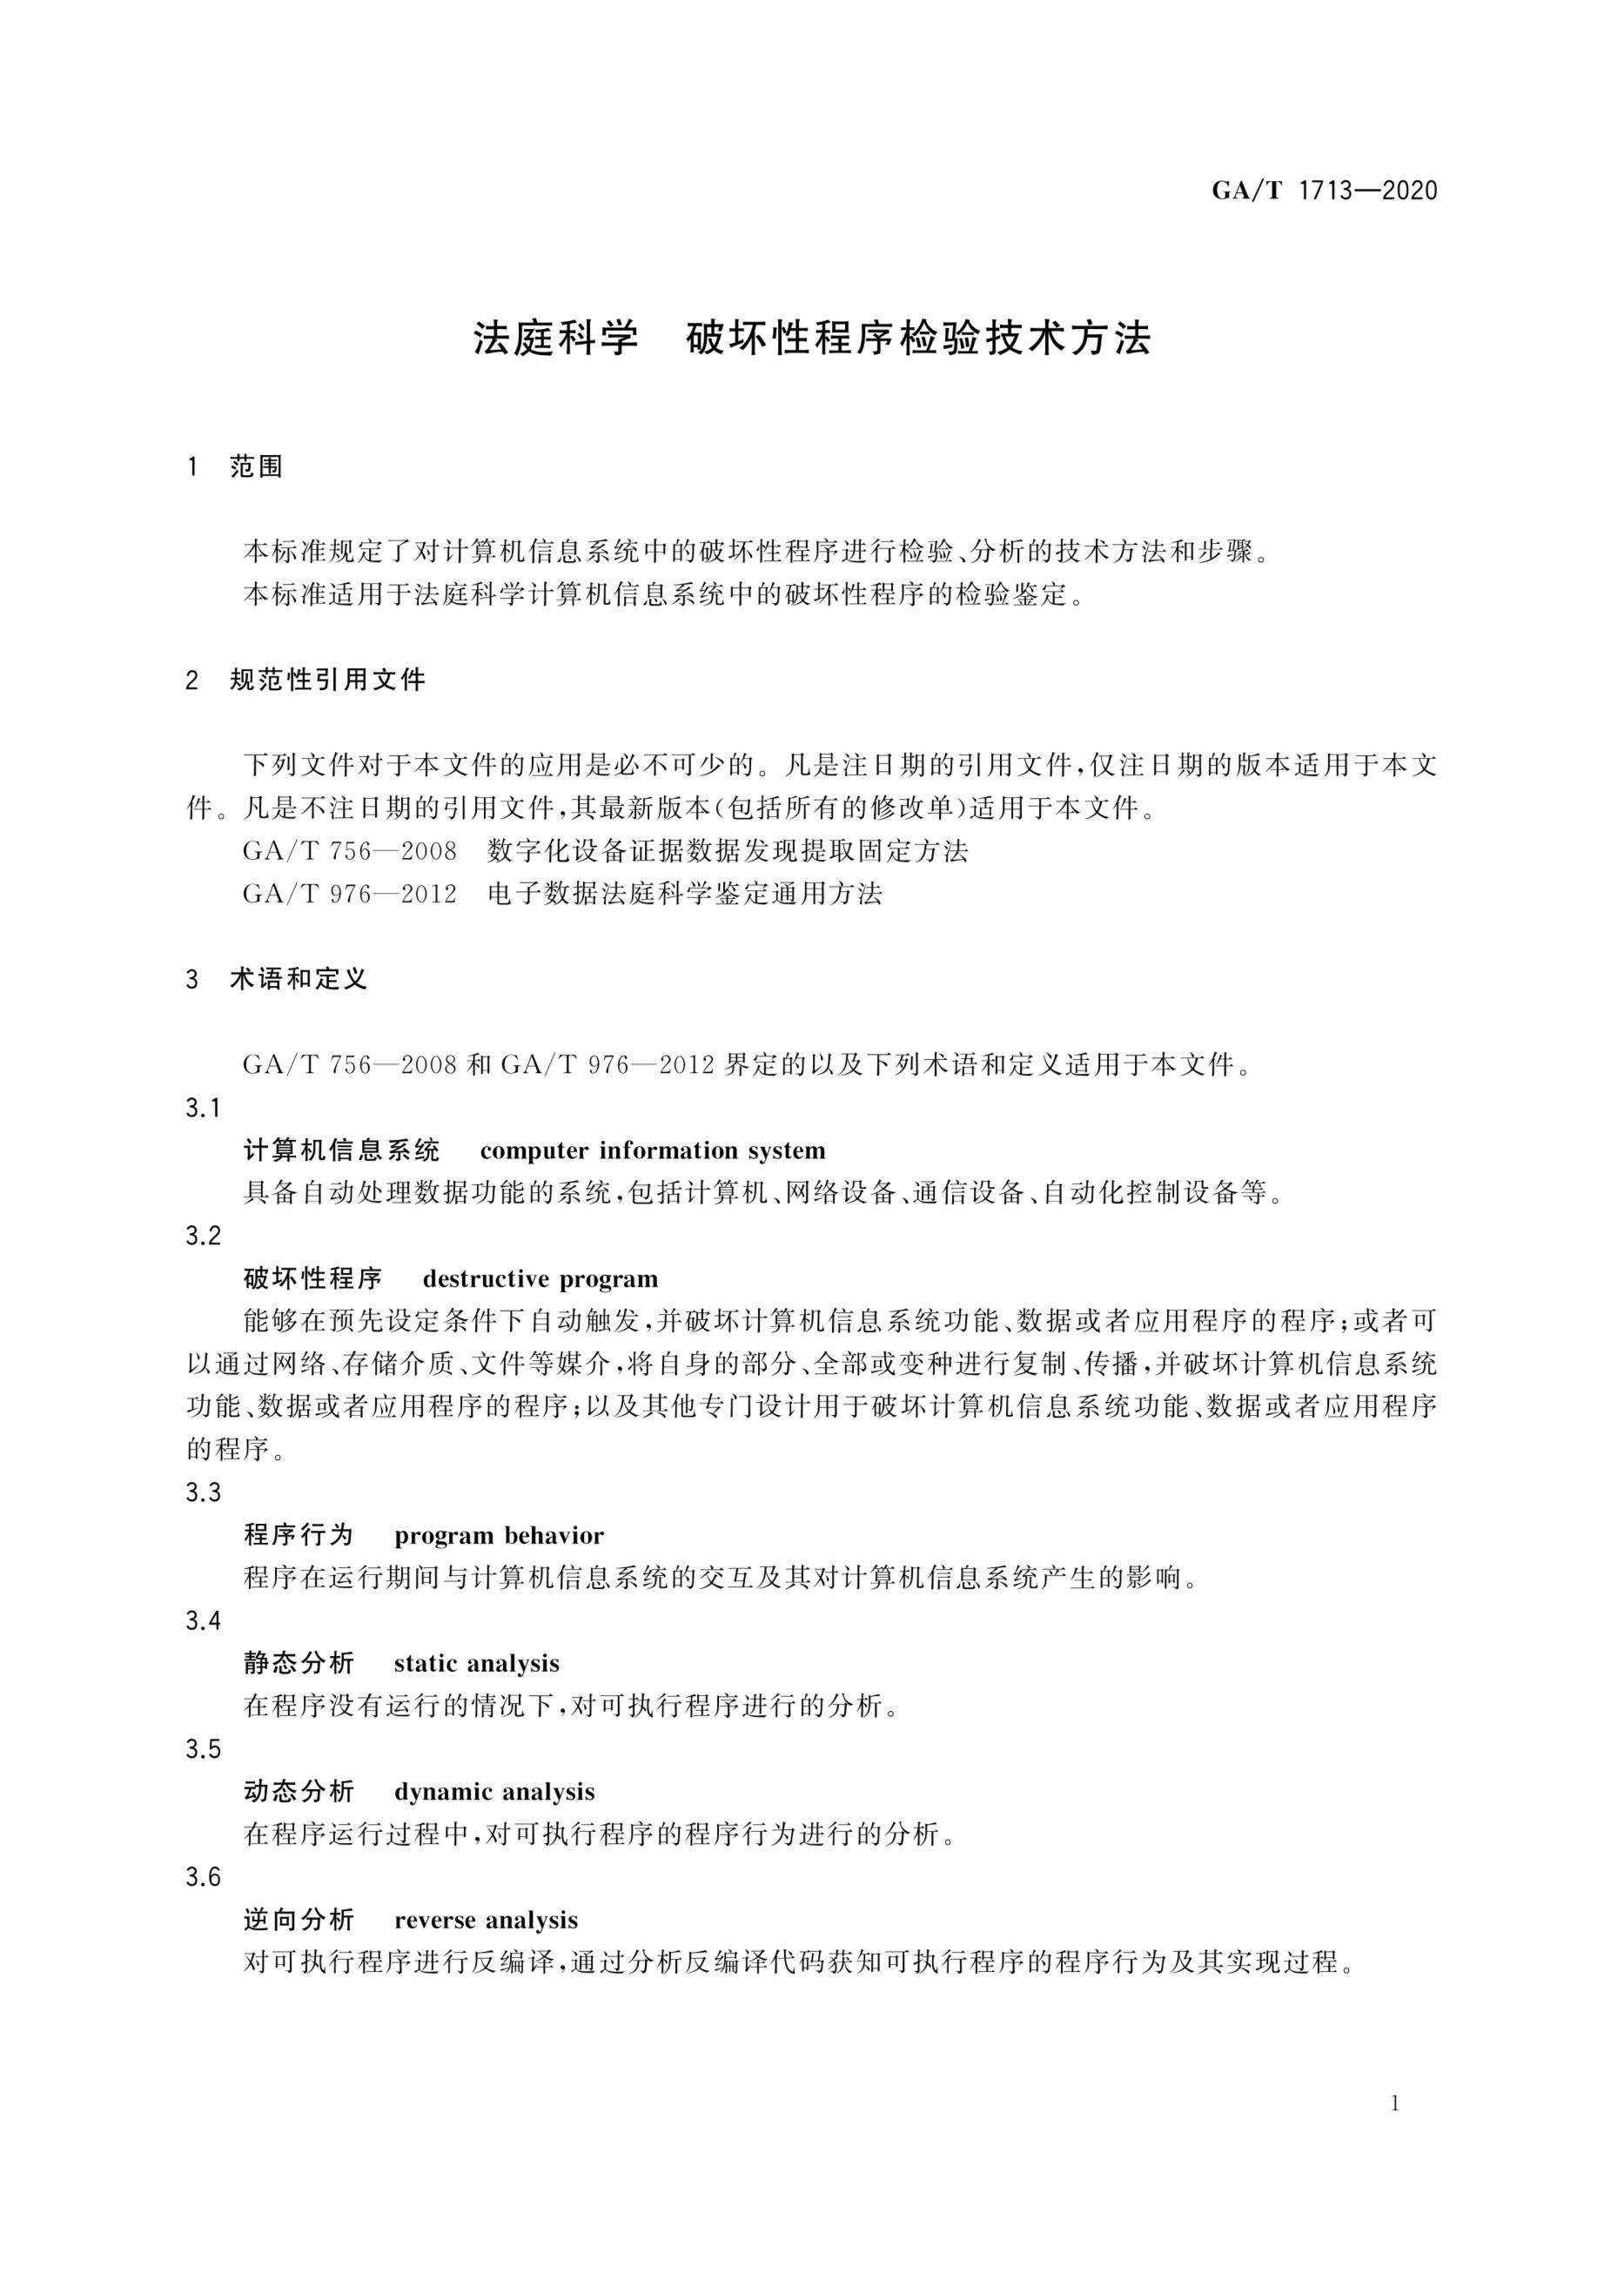 GA/T 1713—2020
法庭科学 破坏性程序检验技术方法
1 范围
本标准规定了对计算机信息系统中的破坏性程序进行检验、分析的技术方法和步骤。
本标准适用于法庭科学计算机信息系统中的破坏性程序的检验鉴定。
2 规范性引用文件
下列文件对于本文件的应用是必不可少的。凡是注日期的引用文件,仅注日期的版本适用于本文
件。凡是不注日期的引用文件,其最新版本(包括所有的修改单)适用于本文件。
GA/T 756—2008 数字化设备证据数据发现提取固定方法
GA/T 976—2012 电子数据法庭科学鉴定通用方法
3 术语和定义
GA/T 756—2008 和 GA/T 976—2012 界定的以及下列术语和定义适用于本文件。
3.1
计算机信息系统 computer information system
具备自动处理数据功能的系统,包括计算机、网络设备、通信设备、自动化控制设备等。
3.2
破坏性程序 destructive program
能够在预先设定条件下自动触发,并破坏计算机信息系统功能、数据或者应用程序的程序;或者可
以通过网络、存储介质、文件等媒介,将自身的部分、全部或变种进行复制、传播,并破坏计算机信息系统
功能、数据或者应用程序的程序;以及其他专门设计用于破坏计算机信息系统功能、数据或者应用程序
的程序。
3.3
程序行为 program behavior
程序在运行期间与计算机信息系统的交互及其对计算机信息系统产生的影响。
3.4
静态分析 static analysis
在程序没有运行的情况下,对可执行程序进行的分析。
3.5
动态分析 dynamic analysis
在程序运行过程中,对可执行程序的程序行为进行的分析。
3.6
逆向分析 reverse analysis
对可执行程序进行反编译,通过分析反编译代码获知可执行程序的程序行为及其实现过程。
1